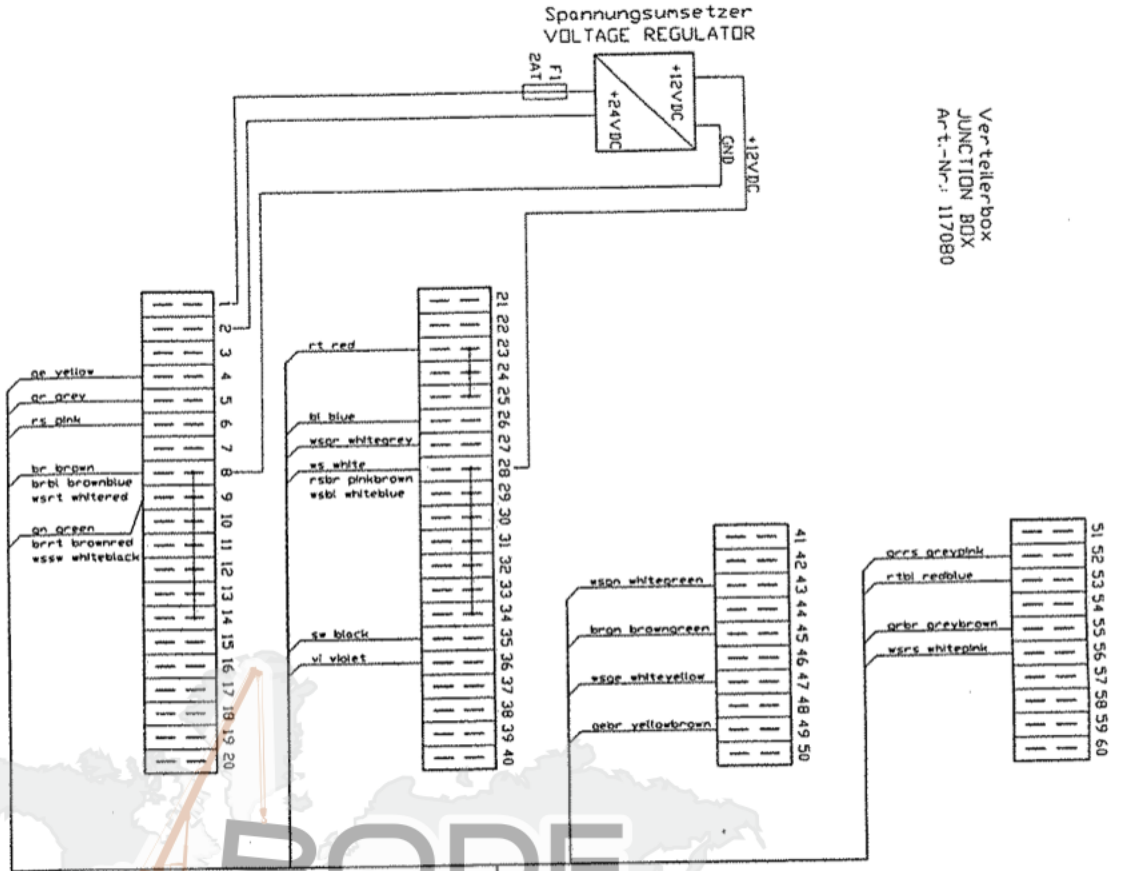 Spannungsumsetzer
VOLTAGE REGULATOR
F1
2AT
+24VDC
+12VDC
GND
+12VDC
Verteilerbox
JUNCTION BOX
Art.-Nr.: 117080
1
2
3
4
5
6
7
8
9
10
11
12
13
14
15
16
17
18
19
20
ge yellow
gr grey
rs pink
br brown
brbl brownblue
wsrt whitered
gn green
brrt brownred
wssw whiteblack
21
22
23
24
25
26
27
28
29
30
31
32
33
34
35
36
37
38
39
40
rt red
bl blue
wsgr whitegrey
ws white
rsbr pinkbrown
wsbl whiteblue
sw black
vi violet
41
42
43
44
45
46
47
48
49
50
wsgn whitegreen
brgn browngreen
wsge whiteyellow
gebr yellowbrown
51
52
53
54
55
56
57
58
59
60
grrs greypink
rtbl redblue
grbr greybrown
wsrs whitepink